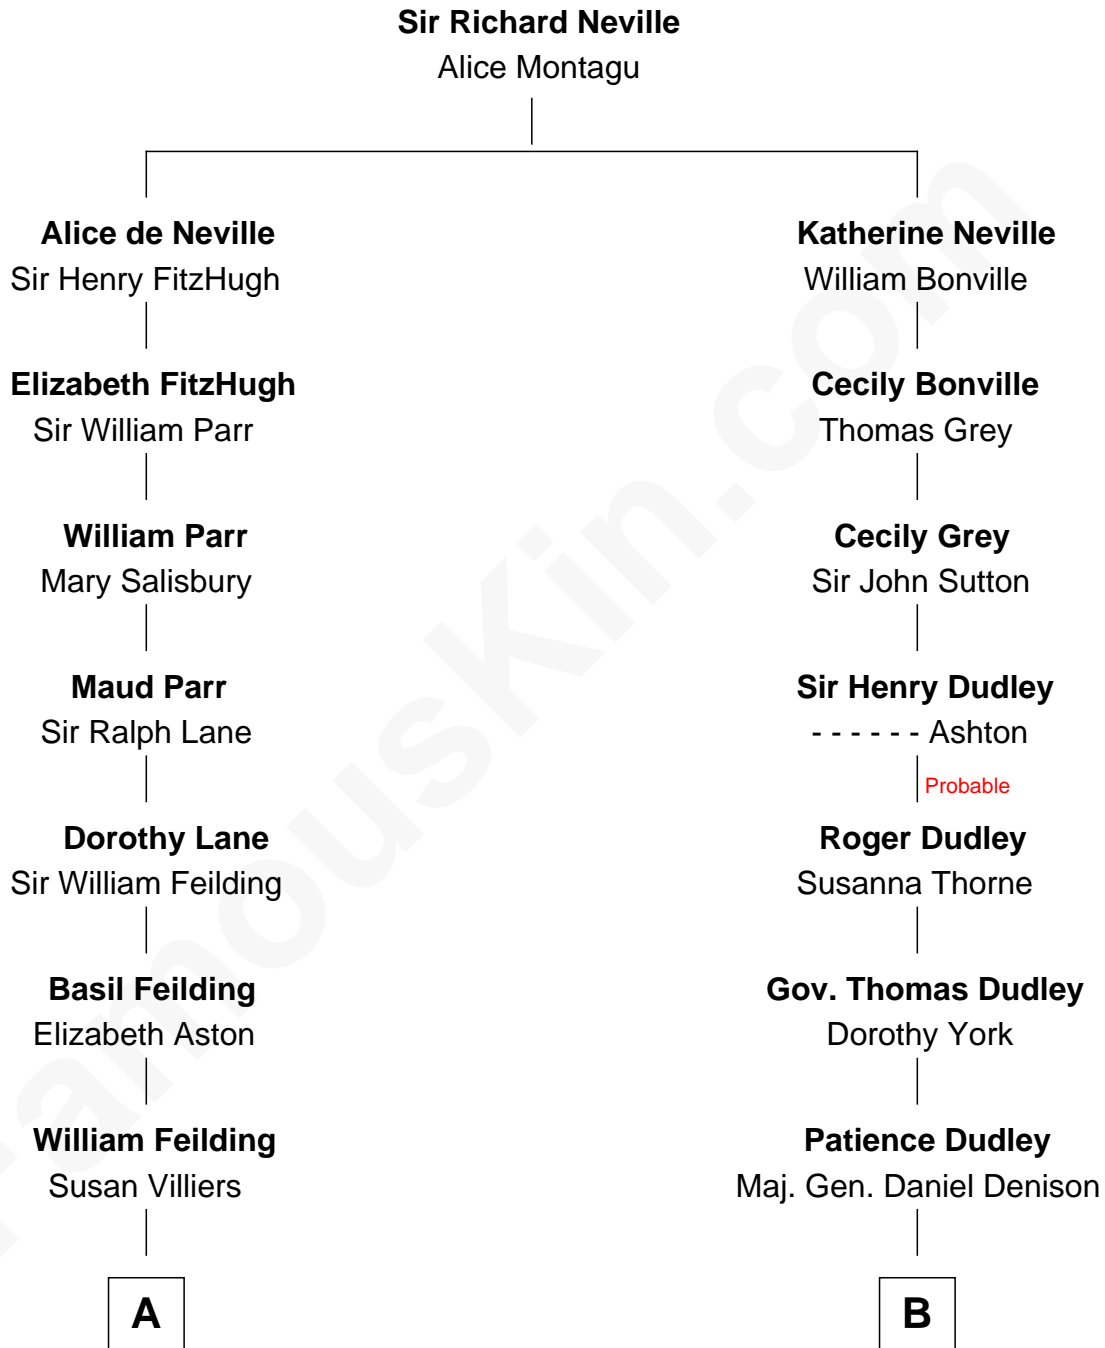 Sir Richard Neville
Alice Montagu
Alice de Neville
Sir Henry FitzHugh
Katherine Neville
William Bonville
Elizabeth FitzHugh
Sir William Parr
Cecily Bonville
Thomas Grey
William Parr
Mary Salisbury
Cecily Grey
Sir John Sutton
Maud Parr
Sir Ralph Lane
Sir Henry Dudley
- - - - - - Ashton
Probable
Dorothy Lane
Sir William Feilding
Roger Dudley
Susanna Thorne
Basil Feilding
Elizabeth Aston
Gov. Thomas Dudley
Dorothy York
William Feilding
Susan Villiers
Patience Dudley
Maj. Gen. Daniel Denison
A
B
FamousKin.com